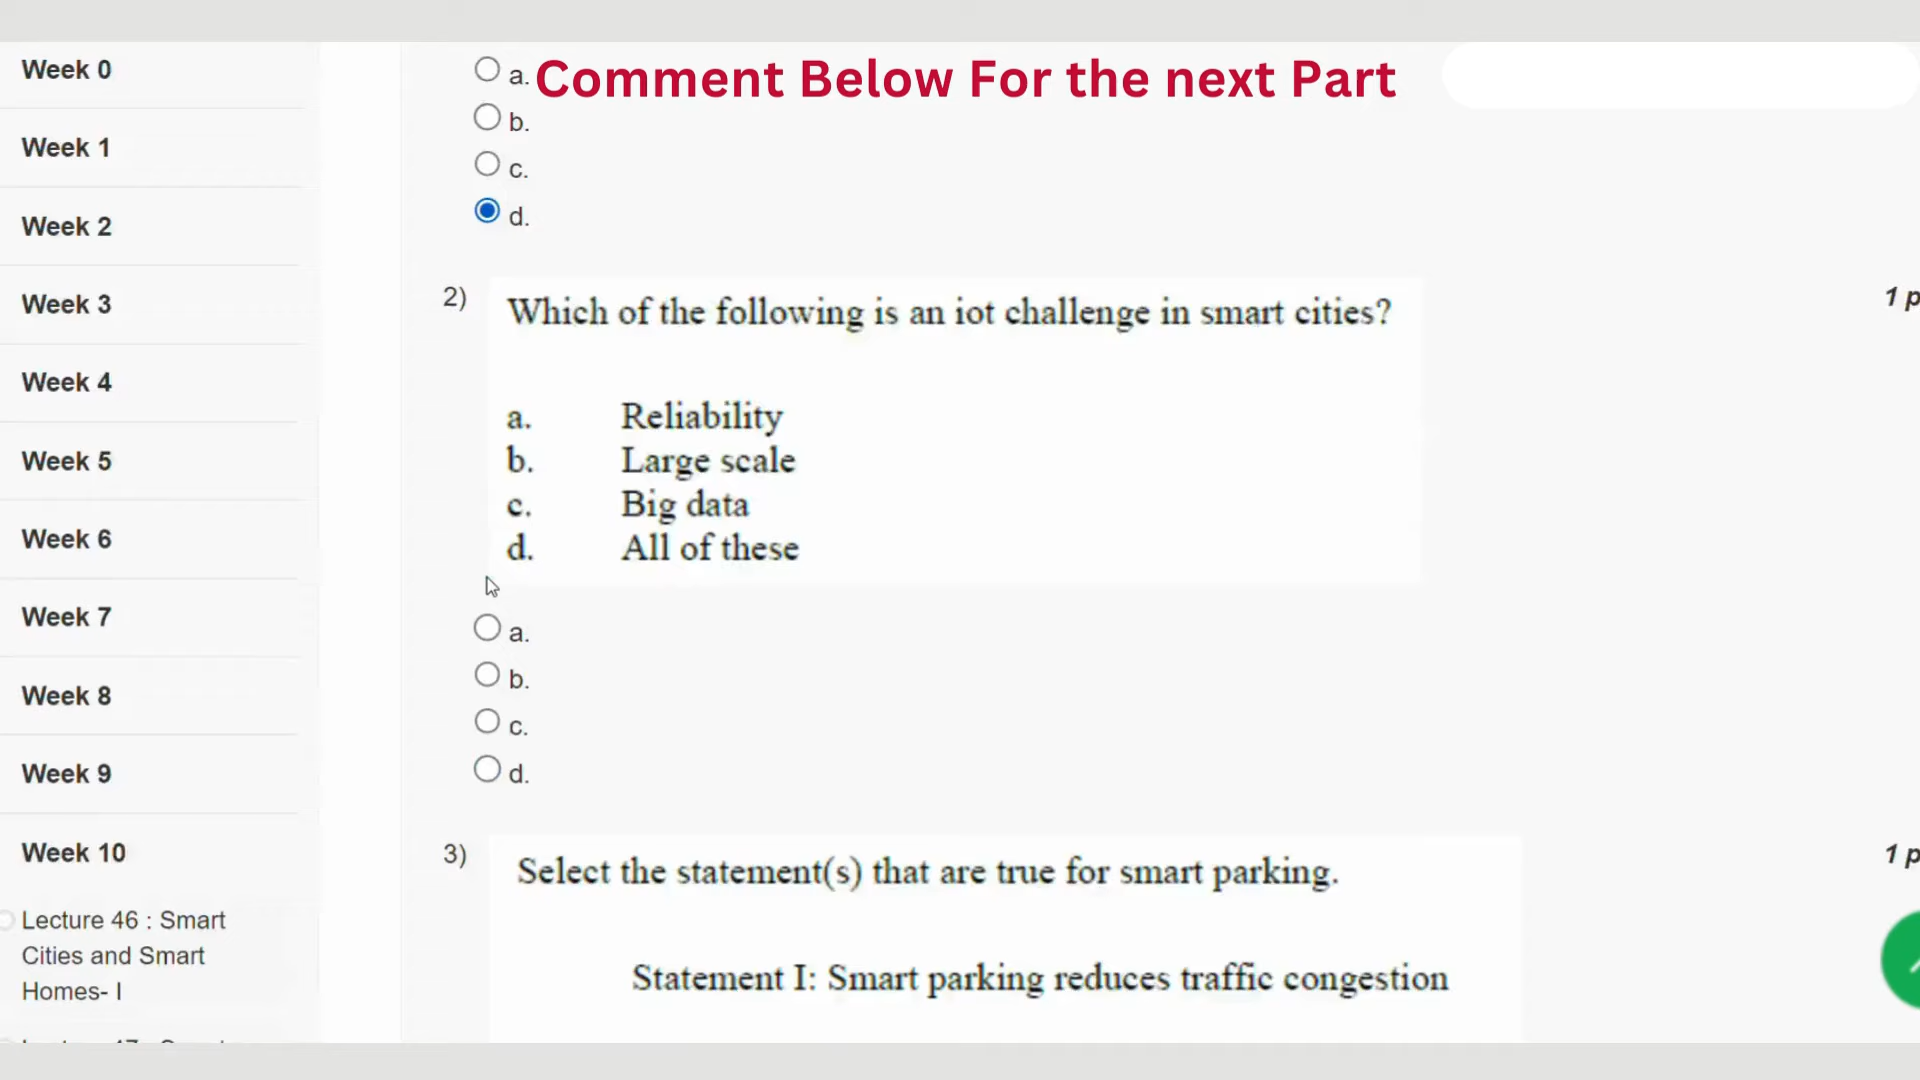 Week 0
Week 1
Week 2
Week 3
Week 4
Week 5
Week 6
Week 7
Week 8
Week 9
Week 10
Lecture 46 : Smart
Cities and Smart
Homes- I
Comment Below For the next Part
a.
b.
c.
d.
2)
Which of the following is an iot challenge in smart cities?
1 p
a. Reliability
b. Large scale
c. Big data
d. All of these
a.
b.
c.
d.
3)
Select the statement(s) that are true for smart parking.
1 p
Statement I: Smart parking reduces traffic congestion